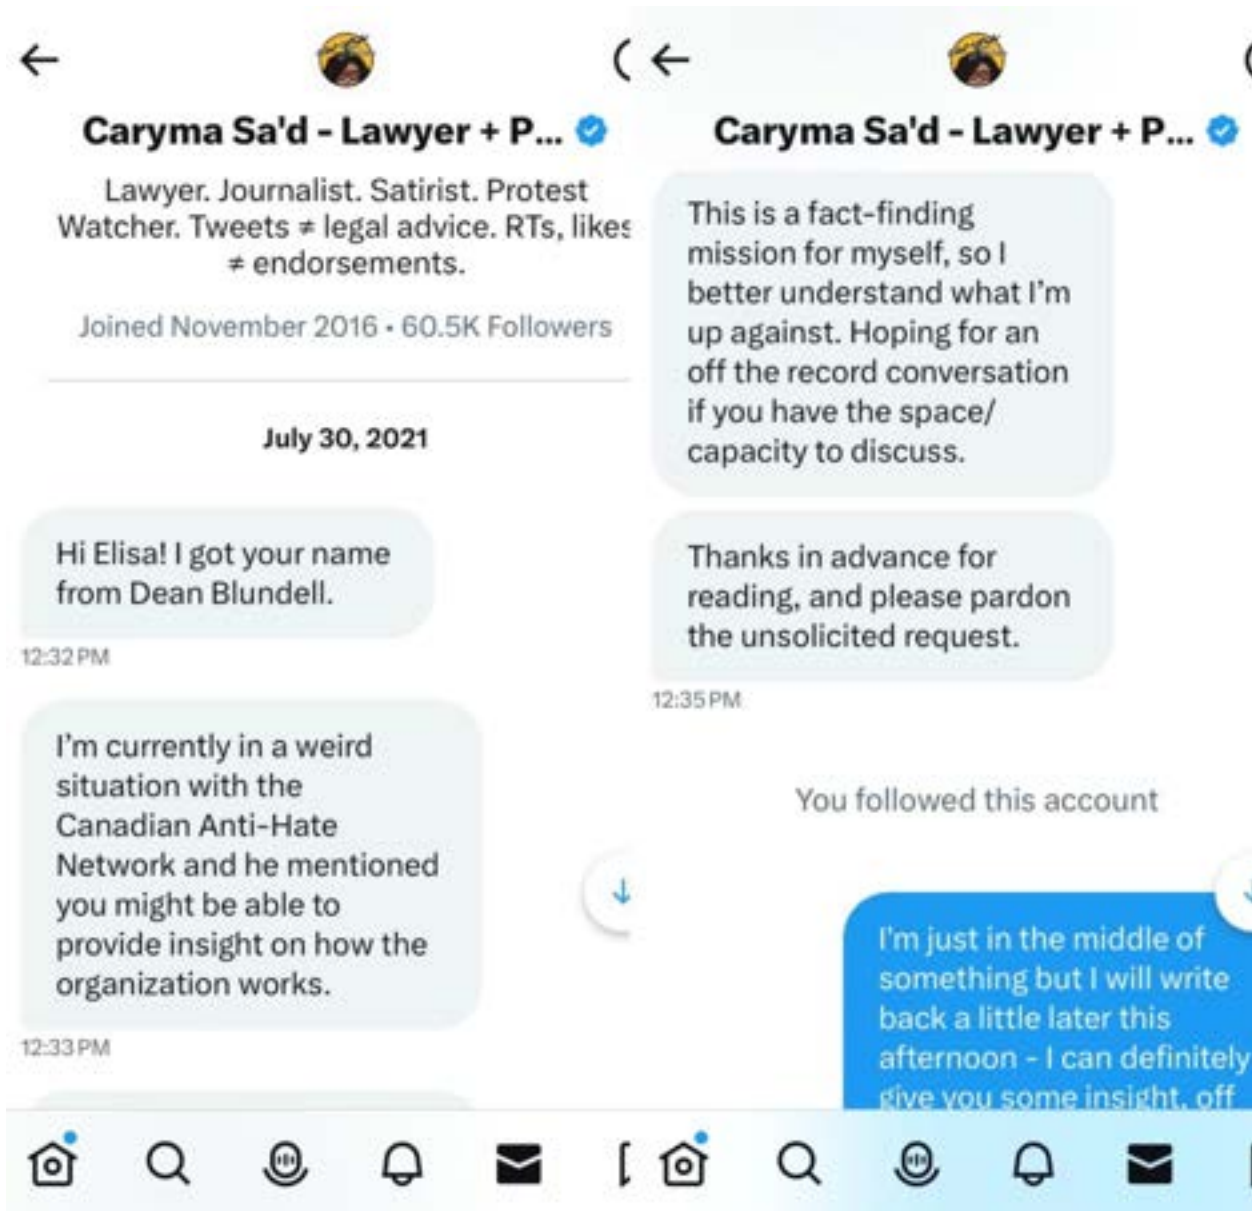 Caryma Sa'd - Lawyer + P...
Lawyer. Journalist. Satirist. Protest
Watcher. Tweets ≠ legal advice. RTs, likes
≠ endorsements.
Joined November 2016 • 60.5K Followers
July 30, 2021
Hi Elisa! I got your name
from Dean Blundell.
12:32 PM
I'm currently in a weird
situation with the
Canadian Anti-Hate
Network and he mentioned
you might be able to
provide insight on how the
organization works.
12:33 PM
Caryma Sa'd - Lawyer + P...
This is a fact-finding
mission for myself, so I
better understand what I'm
up against. Hoping for an
off the record conversation
if you have the space/
capacity to discuss.
Thanks in advance for
reading, and please pardon
the unsolicited request.
12:35 PM
You followed this account
I'm just in the middle of
something but I will write
back a little later this
afternoon - I can definitely
give you some insight, off